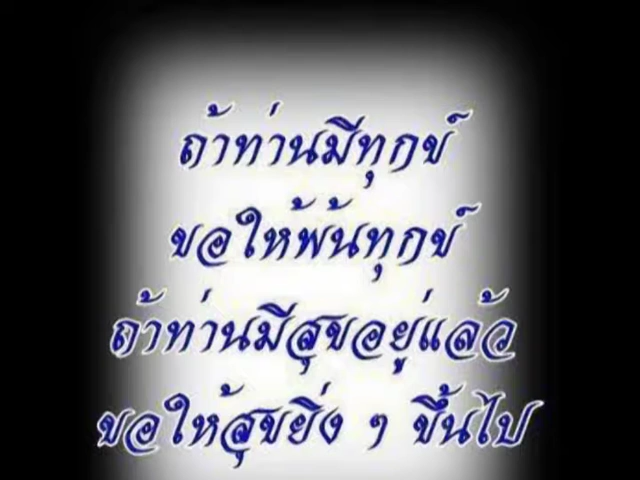 ถ้าท่านมีทุกข์
ขอให้พ้นทุกข์
ถ้าท่านมีสุขอยู่แล้ว
ขอให้สุขยิ่ง ๆ ขึ้นไป